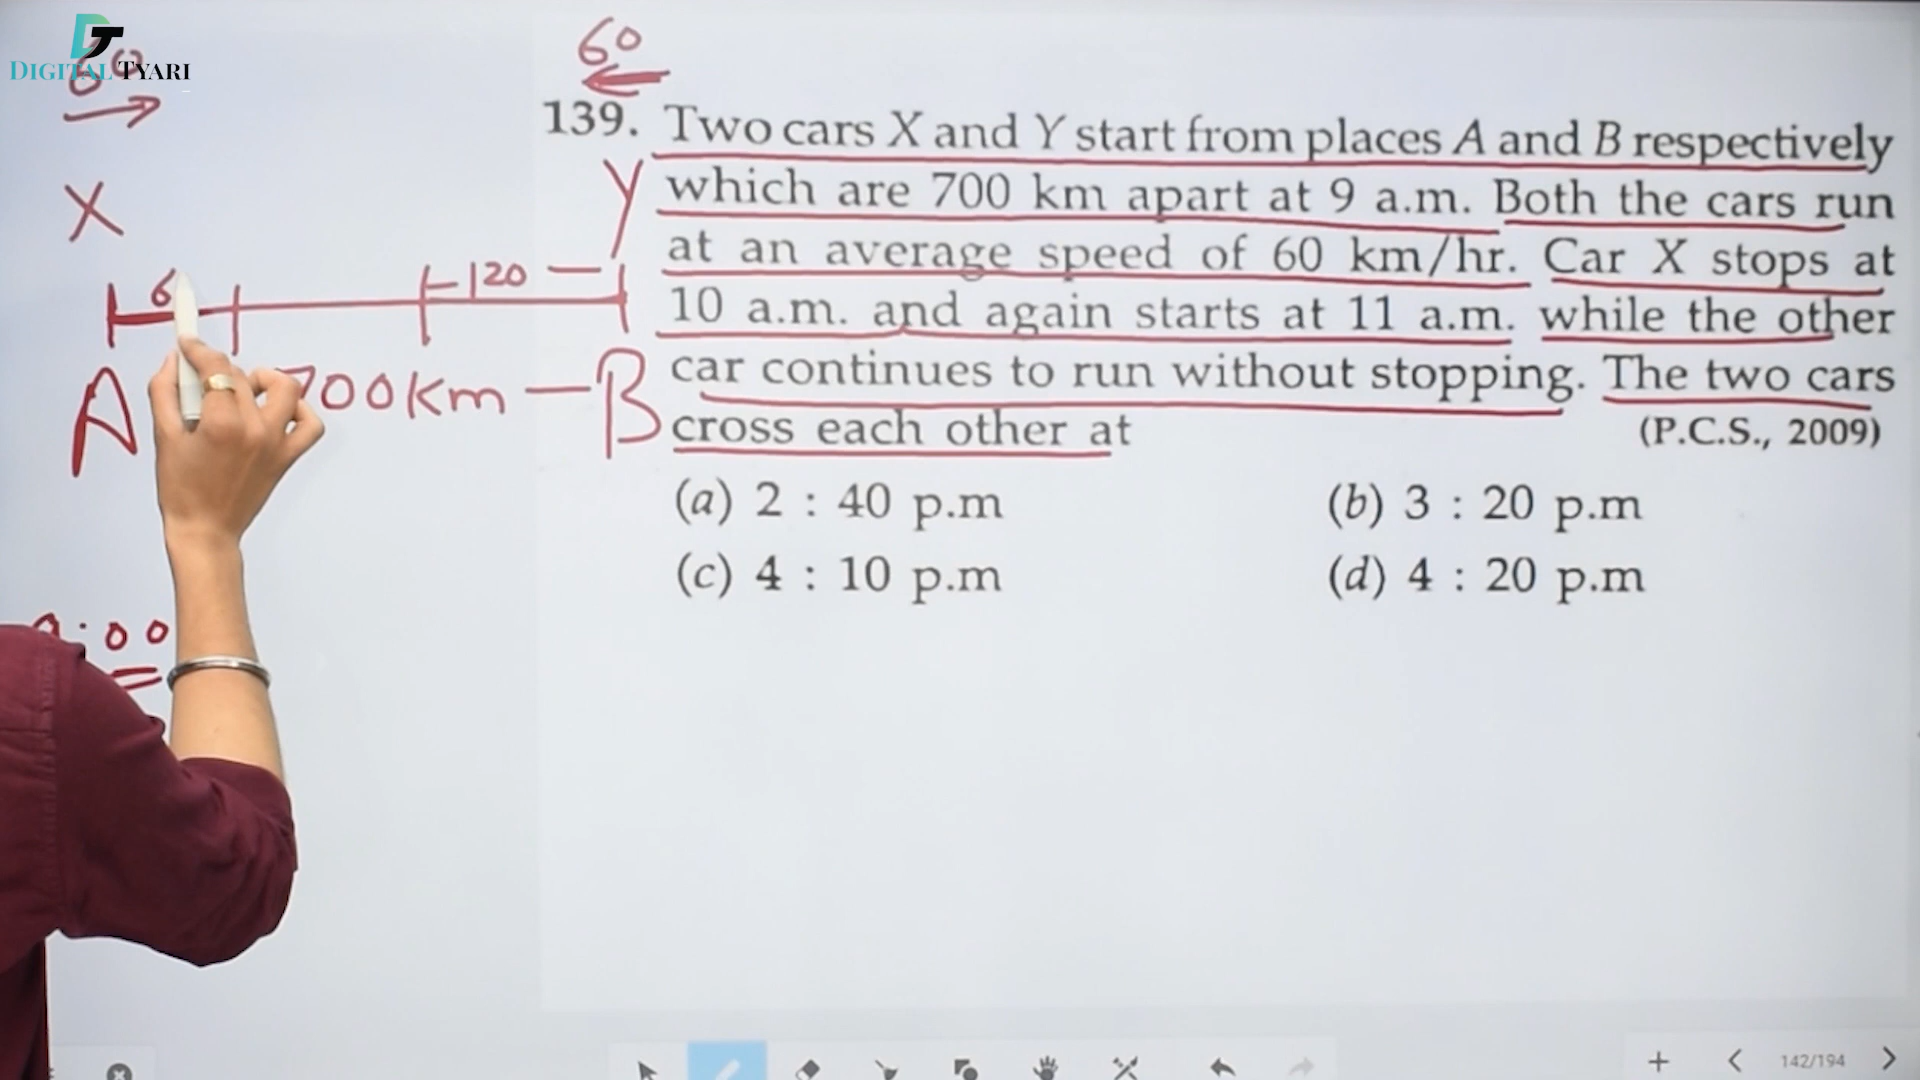 DIGITAL TYARI
60
60
139. Two cars X and Y start from places A and B respectively
which are 700 km apart at 9 a.m. Both the cars run
at an average speed of 60 km/hr. Car X stops at
10 a.m. and again starts at 11 a.m. while the other
car continues to run without stopping. The two cars
cross each other at
(P.C.S., 2009)
(a) 2 : 40 p.m
(b) 3 : 20 p.m
(c) 4 : 10 p.m
(d) 4 : 20 p.m
X
Y
6
120
A
700km
B
:00
142/194